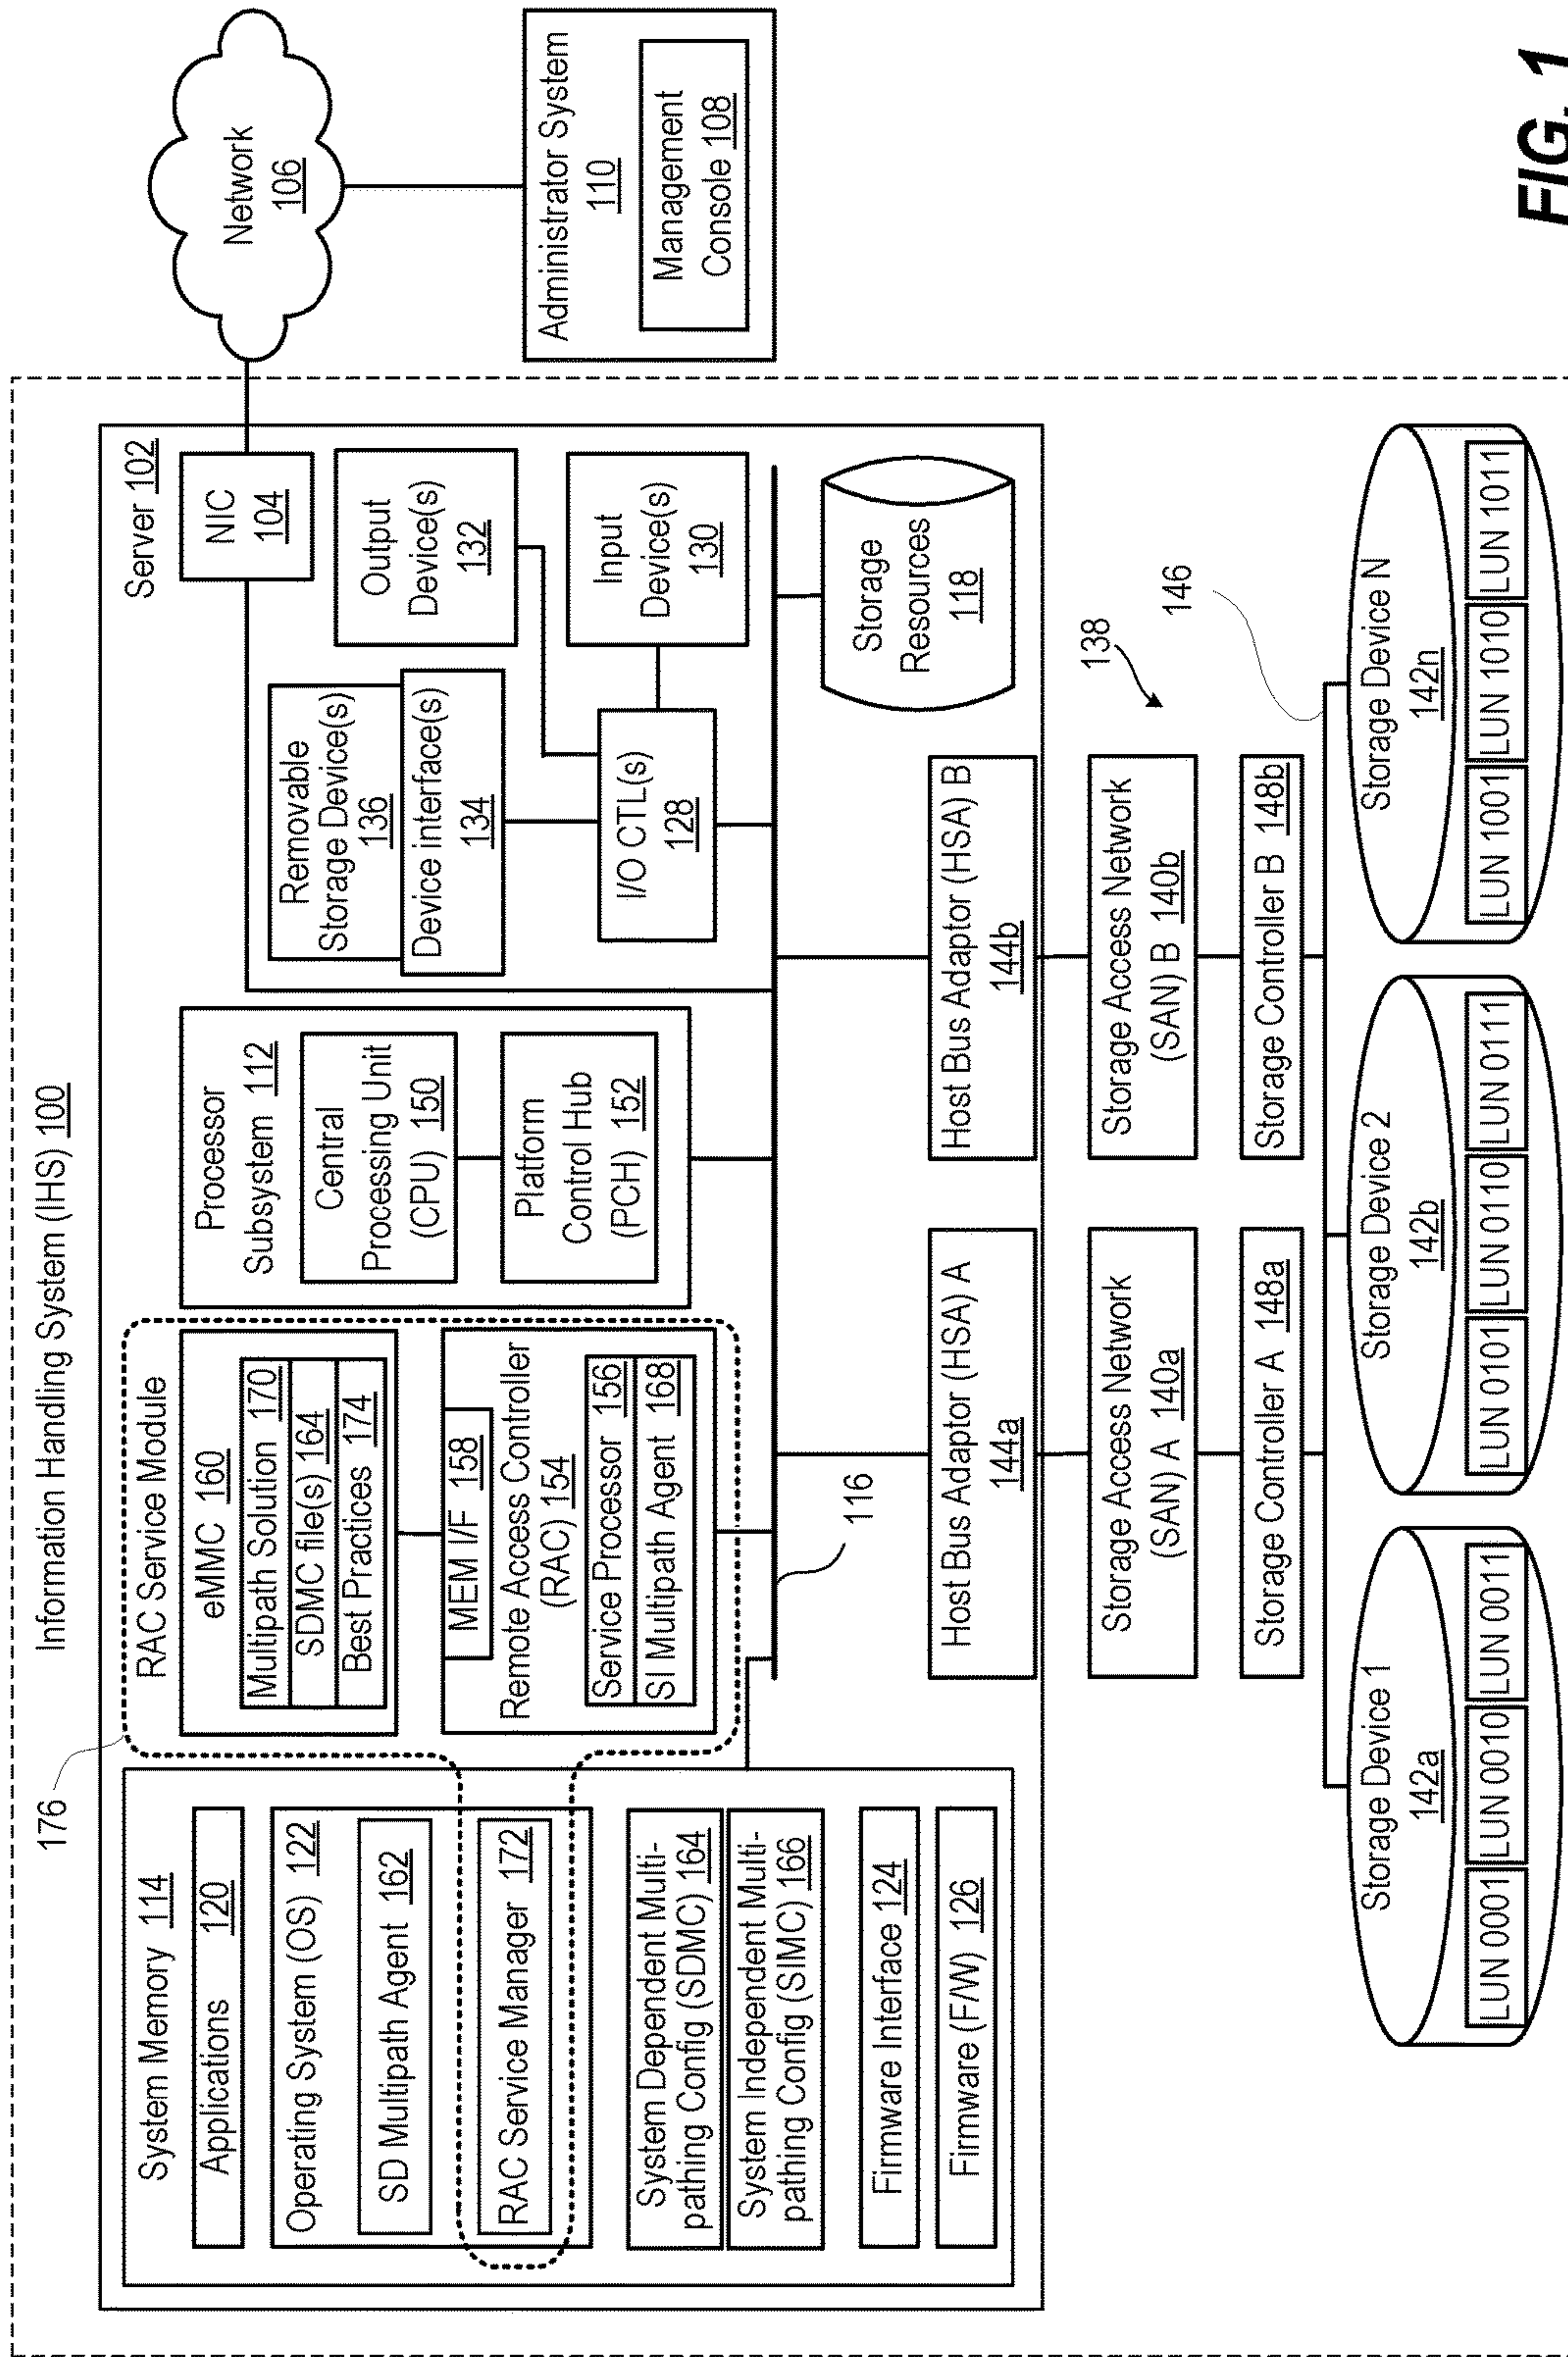 Information Handling System (IHS) 100
176
RAC Service Module
Server 102
System Memory 114
Applications 120
Operating System (OS) 122
SD Multipath Agent 162
RAC Service Manager 172
System Dependent Multi-
pathing Config (SDMC) 164
System Independent Multi-
pathing Config (SIMC) 166
Firmware Interface 124
Firmware (F/W) 126
eMMC 160
Multipath Solution 170
SDMC file(s) 164
Best Practices 174
MEM I/F 158
Remote Access Controller
(RAC) 154
Service Processor 156
SI Multipath Agent 168
116
Processor
Subsystem 112
Central
Processing Unit
(CPU) 150
Platform
Control Hub
(PCH) 152
NIC
104
Removable
Storage Device(s)
136
Device interface(s)
134
Output
Device(s)
132
I/O CTL(s)
128
Input
Device(s)
130
Storage
Resources
118
Network
106
Administrator System
110
Management
Console 108
Host Bus Adaptor (HSA) A
144a
Host Bus Adaptor (HSA) B
144b
Storage Access Network
(SAN) A 140a
Storage Access Network
(SAN) B 140b
138
Storage Controller A 148a
Storage Controller B 148b
146
Storage Device 1
142a
LUN 0001 LUN 0010 LUN 0011
Storage Device 2
142b
LUN 0101 LUN 0110 LUN 0111
Storage Device N
142n
LUN 1001 LUN 1010 LUN 1011
FIG. 1